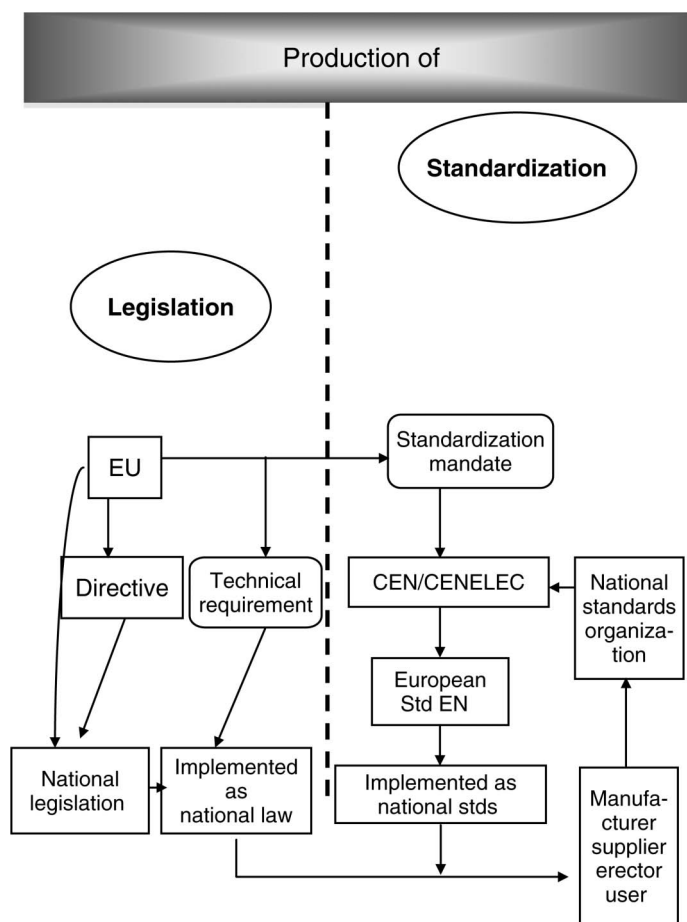 Production of
Standardization
Legislation
Standardization
mandate
EU
Directive
Technical
requirement
CEN/CENELEC
National
standards
organiza-
tion
European
Std EN
National
legislation
Implemented
as
national law
Implemented as
national stds
Manufa-
cturer
supplier
erector
user